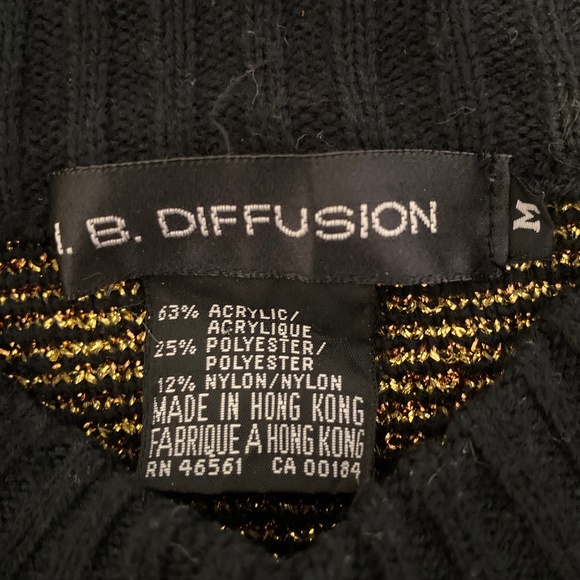 I. B. DIFFUSION
M
63% ACRYLIC/
ACRYLIQUE
25% POLYESTER/
POLYESTER
12% NYLON/NYLON
MADE IN HONG KONG
FABRIQUE A HONG KONG
RN 46561 CA 00184